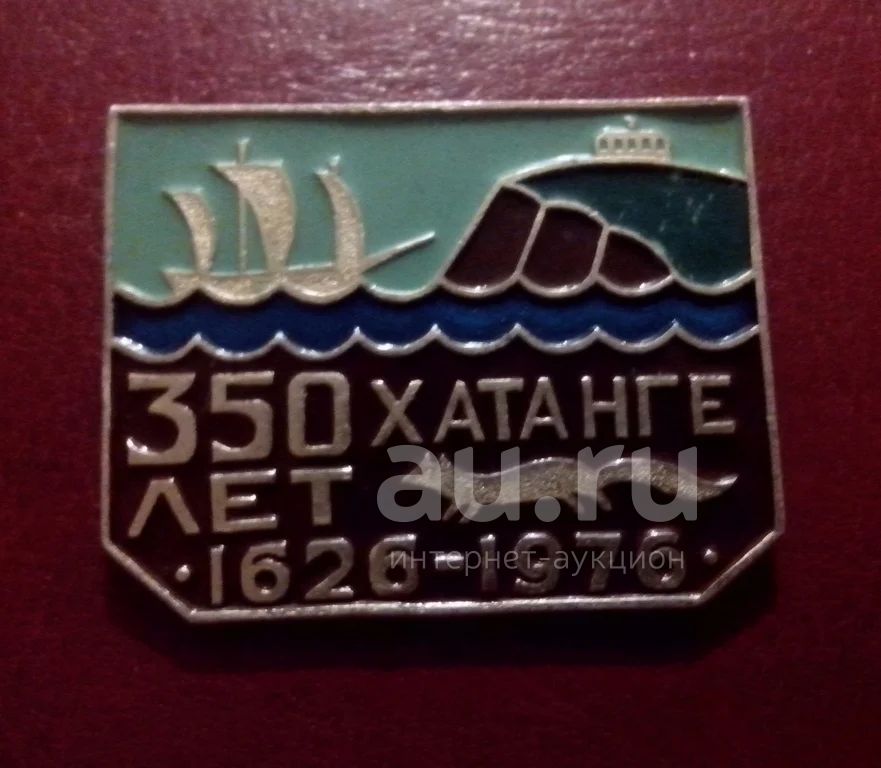 350 ХАТАНГЕ
ЛЕТ
·1626-1976·
au.ru
интернет-аукцион